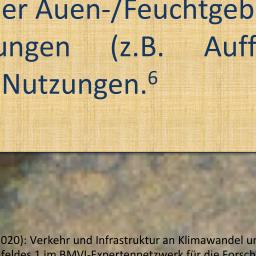 er Auen-/Feuchtgeb
ungen (z.B. Auff
Nutzungen.⁶
020): Verkehr und Infrastruktur an Klimawandel u
feldes 1 im BMVI-Expertennetzwerk für die Forsch